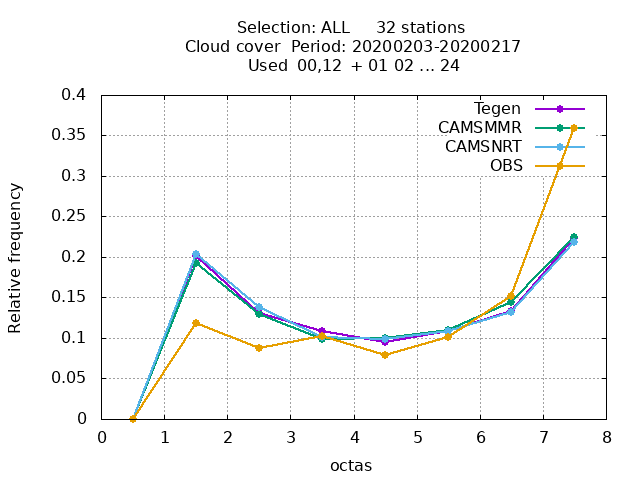 Selection: ALL 32 stations
Cloud cover Period: 20200203-20200217
Used 00,12 + 01 02 ... 24
Tegen
CAMSMMR
CAMSNRT
OBS
0.4
0.35
0.3
0.25
0.2
0.15
0.1
0.05
0
Relative frequency
0 1 2 3 4 5 6 7 8
octas